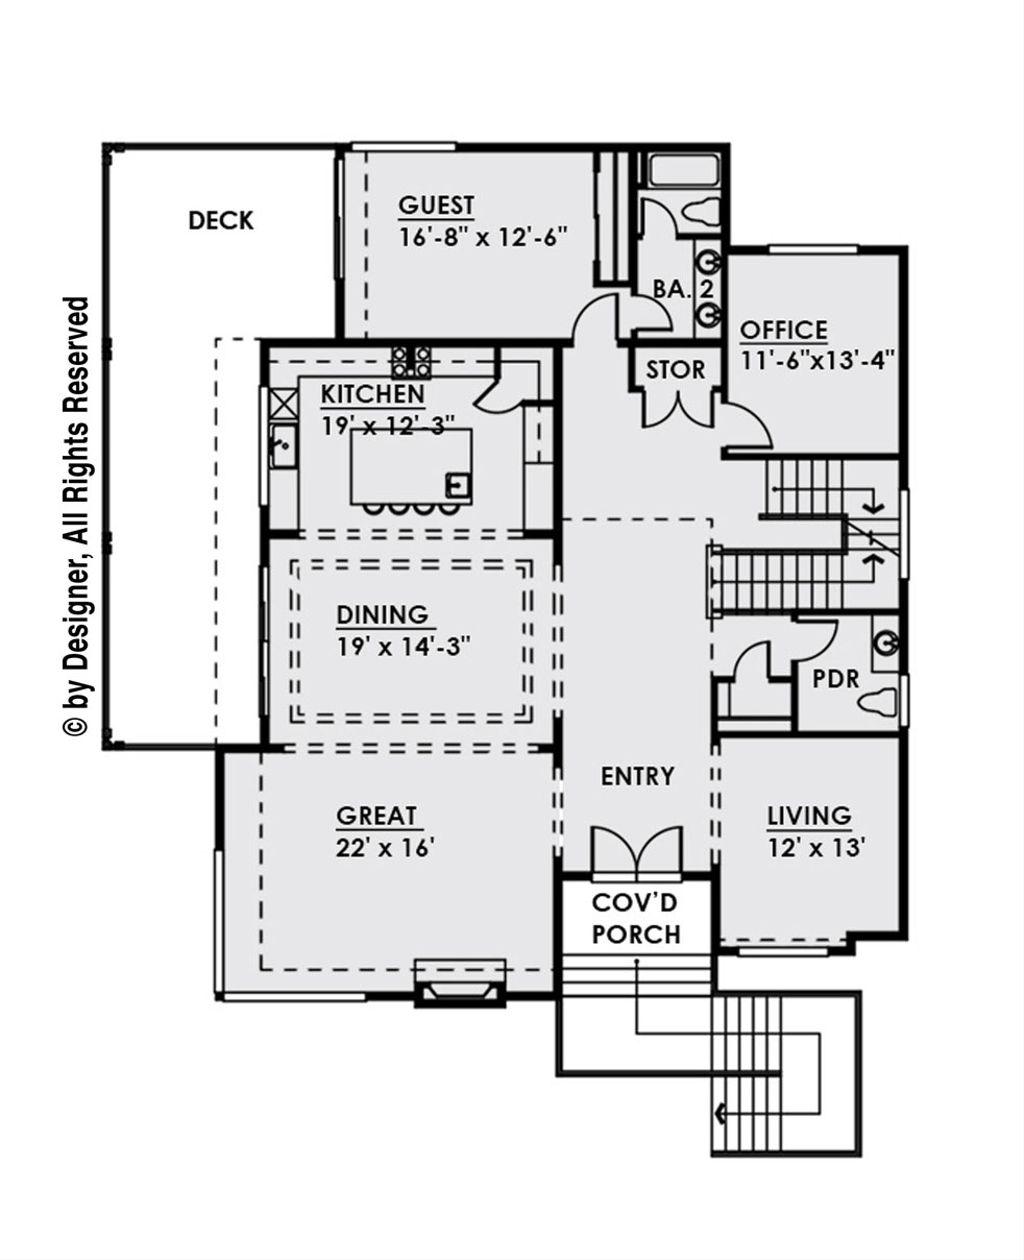 DECK
GUEST
16'-8" x 12'-6"
BA. 2
OFFICE
11'-6"x13'-4"
STOR
KITCHEN
19' x 12'-3"
DINING
19' x 14'-3"
PDR
ENTRY
GREAT
22' x 16'
LIVING
12' x 13'
COV'D
PORCH
© by Designer, All Rights Reserved